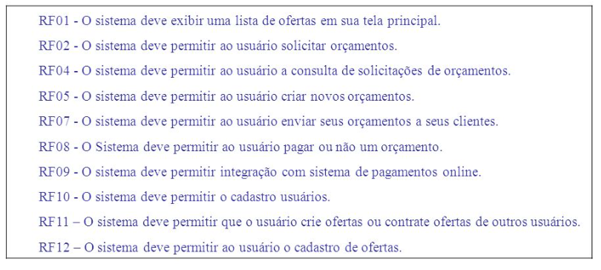 RF01 - O sistema deve exibir uma lista de ofertas em sua tela principal.
RF02 - O sistema deve permitir ao usuário solicitar orçamentos.
RF04 - O sistema deve permitir ao usuário a consulta de solicitações de orçamentos.
RF05 - O sistema deve permitir ao usuário criar novos orçamentos.
RF07 - O sistema deve permitir ao usuário enviar seus orçamentos a seus clientes.
RF08 - O Sistema deve permitir ao usuário pagar ou não um orçamento.
RF09 - O sistema deve permitir integração com sistema de pagamentos online.
RF10 - O sistema deve permitir o cadastro usuários.
RF11 – O sistema deve permitir que o usuário crie ofertas ou contrate ofertas de outros usuários.
RF12 – O sistema deve permitir ao usuário o cadastro de ofertas.